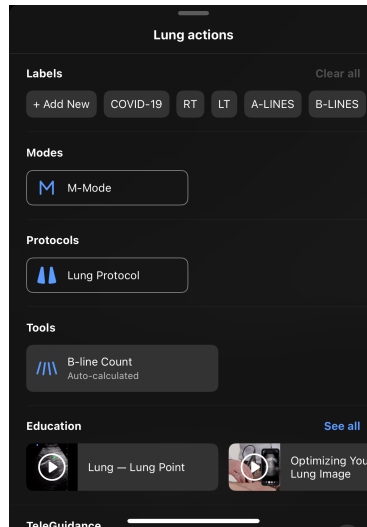 Lung actions
Labels Clear all
+ Add New COVID-19 RT LT A-LINES B-LINES
Modes
M-Mode
Protocols
Lung Protocol
Tools
B-line Count
Auto-calculated
Education See all
Lung — Lung Point
Optimizing You
Lung Image
TeleGuidance